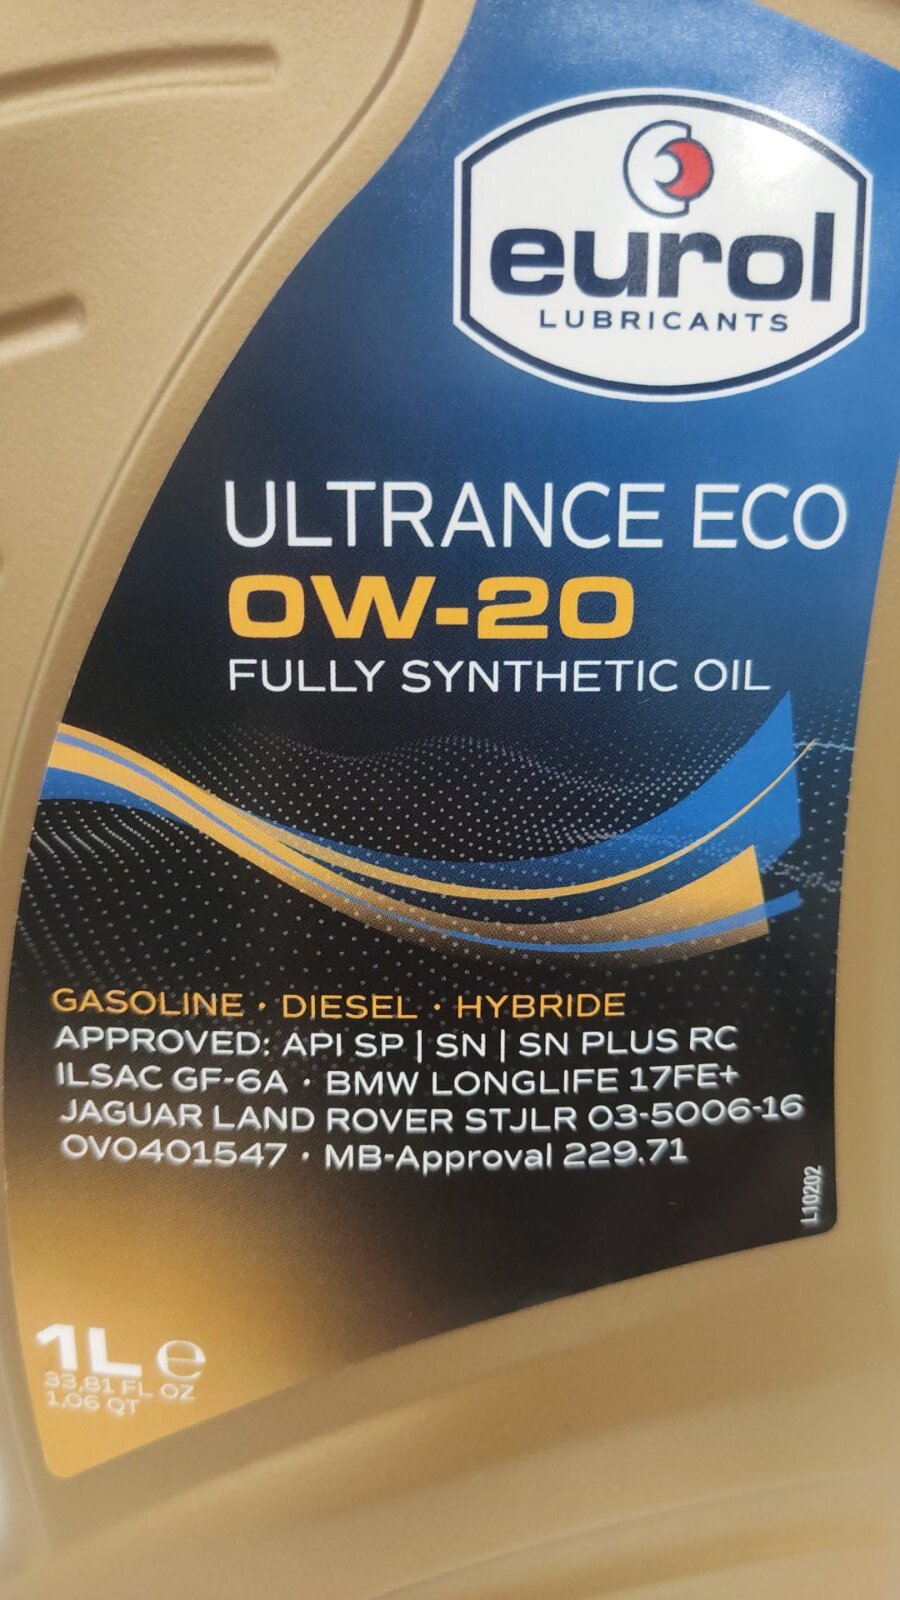 eurol
LUBRICANTS
ULTRANCE ECO
0W-20
FULLY SYNTHETIC OIL
GASOLINE · DIESEL · HYBRIDE
APPROVED: API SP | SN | SN PLUS RC
ILSAC GF-6A · BMW LONGLIFE 17FE+
JAGUAR LAND ROVER STJLR 03-5006-16
OV0401547 · MB-Approval 229.71
L10202
1L e
33,81 FL OZ
1,06 QT